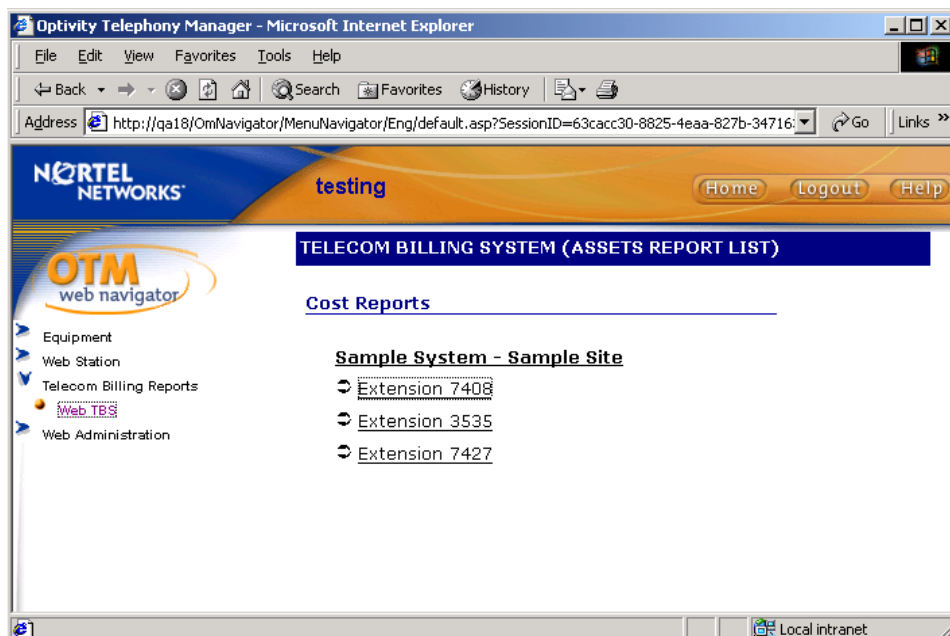 Optivity Telephony Manager - Microsoft Internet Explorer
File Edit View Favorites Tools Help
Back Search Favorites History
Address http://qa18/OmNavigator/MenuNavigator/Eng/default.asp?SessionID=63cacc30-8825-4eaa-827b-34716: Go Links »
NORTEL
NETWORKS
testing
Home Logout Help
OTM
web navigator
Equipment
Web Station
Telecom Billing Reports
Web TBS
Web Administration
TELECOM BILLING SYSTEM (ASSETS REPORT LIST)
Cost Reports
Sample System - Sample Site
Extension 7408
Extension 3535
Extension 7427
Local intranet